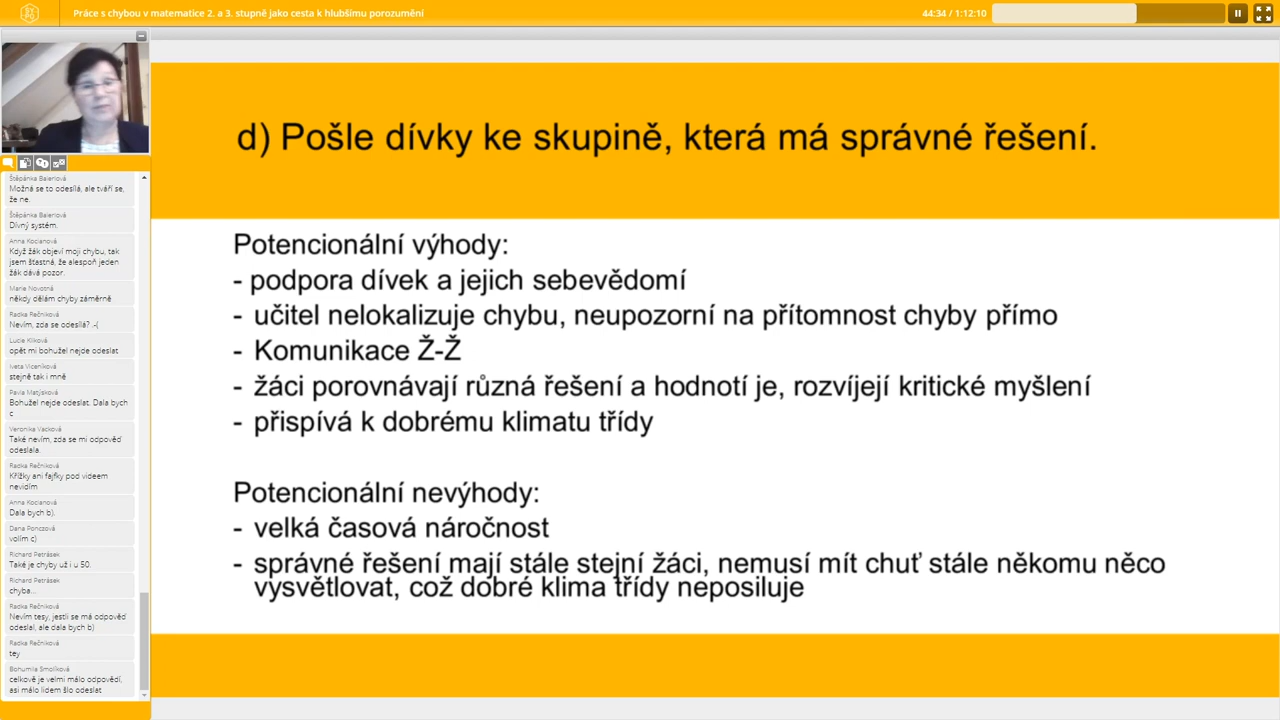 Práce s chybou v matematice 2. a 3. stupně jako cesta k hlubšímu porozumění
44:34 / 1:12:10
Štěpánka Baierlová
Možná se to odesílá, ale tváří se,
že ne.
Štěpánka Baierlová
Divný systém.
Anna Kocianová
Když žák objeví moji chybu, tak
jsem šťastná, že alespoň jeden
žák dává pozor.
Marie Novotná
někdy dělám chyby záměrně
Radka Řečníková
Nevím, zda se odesílá? :-(
Lucie Klíková
opět mi bohužel nejde odeslat
Iveta Viceníková
stejně tak i mně
Pavla Matýsková
Bohužel nejde odeslat. Dala bych
c
Veronika Vacková
Také nevím, zda se mi odpověď
odeslala.
Radka Řečníková
Křížky ani fajfky pod videem
nevidím
Anna Kocianová
Dala bych b).
Dana Ponczová
volím c)
Richard Petrásek
Také je chyby už i u 50.
Richard Petrásek
chyba...
Radka Řečníková
Nevím tesy, jestli se má odpověď
odeslal, ale dala bych b)
Radka Řečníková
tey
Bohumila Smolíková
celkově je velmi málo odpovědí,
asi málo lidem šlo odeslat
d) Pošle dívky ke skupině, která má správné řešení.
Potencionální výhody:
- podpora dívek a jejich sebevědomí
- učitel nelokalizuje chybu, neupozorní na přítomnost chyby přímo
- Komunikace Ž-Ž
- žáci porovnávají různá řešení a hodnotí je, rozvíjejí kritické myšlení
- přispívá k dobrému klimatu třídy
Potencionální nevýhody:
- velká časová náročnost
- správné řešení mají stále stejní žáci, nemusí mít chuť stále někomu něco
vysvětlovat, což dobré klima třídy neposiluje